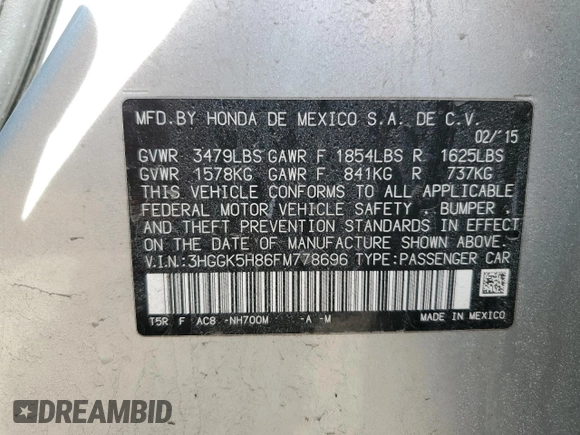 MFD.BY HONDA DE MEXICO S.A. DE C.V.
02/'15
GVWR 3479LBS GAWR F 1854LBS R 1625LBS
GVWR 1578KG GAWR F 841KG R 737KG
THIS VEHICLE CONFORMS TO ALL APPLICABLE
FEDERAL MOTOR VEHICLE SAFETY , BUMPER ,
AND THEFT PREVENTION STANDARDS IN EFFECT
ON THE DATE OF MANUFACTURE SHOWN ABOVE.
V.I.N.:3HGGK5H86FM778696 TYPE:PASSENGER CAR
T5R F AC8 -NH700M -A -M
MADE IN MEXICO
DREAMBID